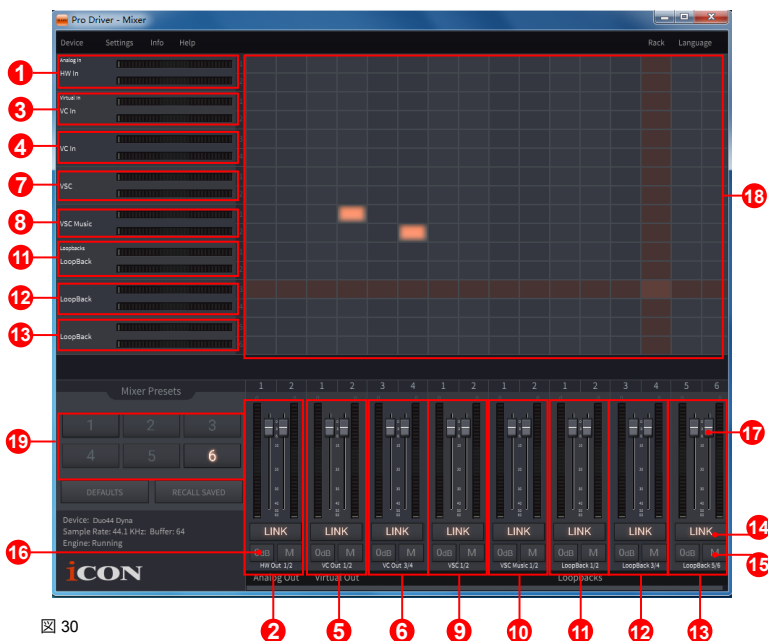 Pro Driver - Mixer
Device Settings Info Help Rack Language
Analog In
1 HW In
Virtual In
3 VC In
4 VC In
7 VSC
8 VSC Music
Loopbacks
11 LoopBack
12 LoopBack
13 LoopBack
18
Mixer Presets
1 2 1 2 3 4 1 2 1 2 1 2 3 4 5 6
1 2 3
19
4 5 6
17
DEFAULTS RECALL SAVED
Device: Duo44 Dyna
Sample Rate: 44.1 KHz: Buffer: 64
Engine: Running
LINK LINK LINK LINK LINK LINK LINK LINK
14
16
0dB M 0dB M 0dB M 0dB M 0dB M 0dB M 0dB M 0dB M
15
HW Out 1/2 VC Out 1/2 VC Out 3/4 VSC 1/2 VSC Music 1/2 LoopBack 1/2 LoopBack 3/4 LoopBack 5/6
iCON
Analog Out Virtual Out Loopbacks
図 30
2 5 6 9 10 11 12 13